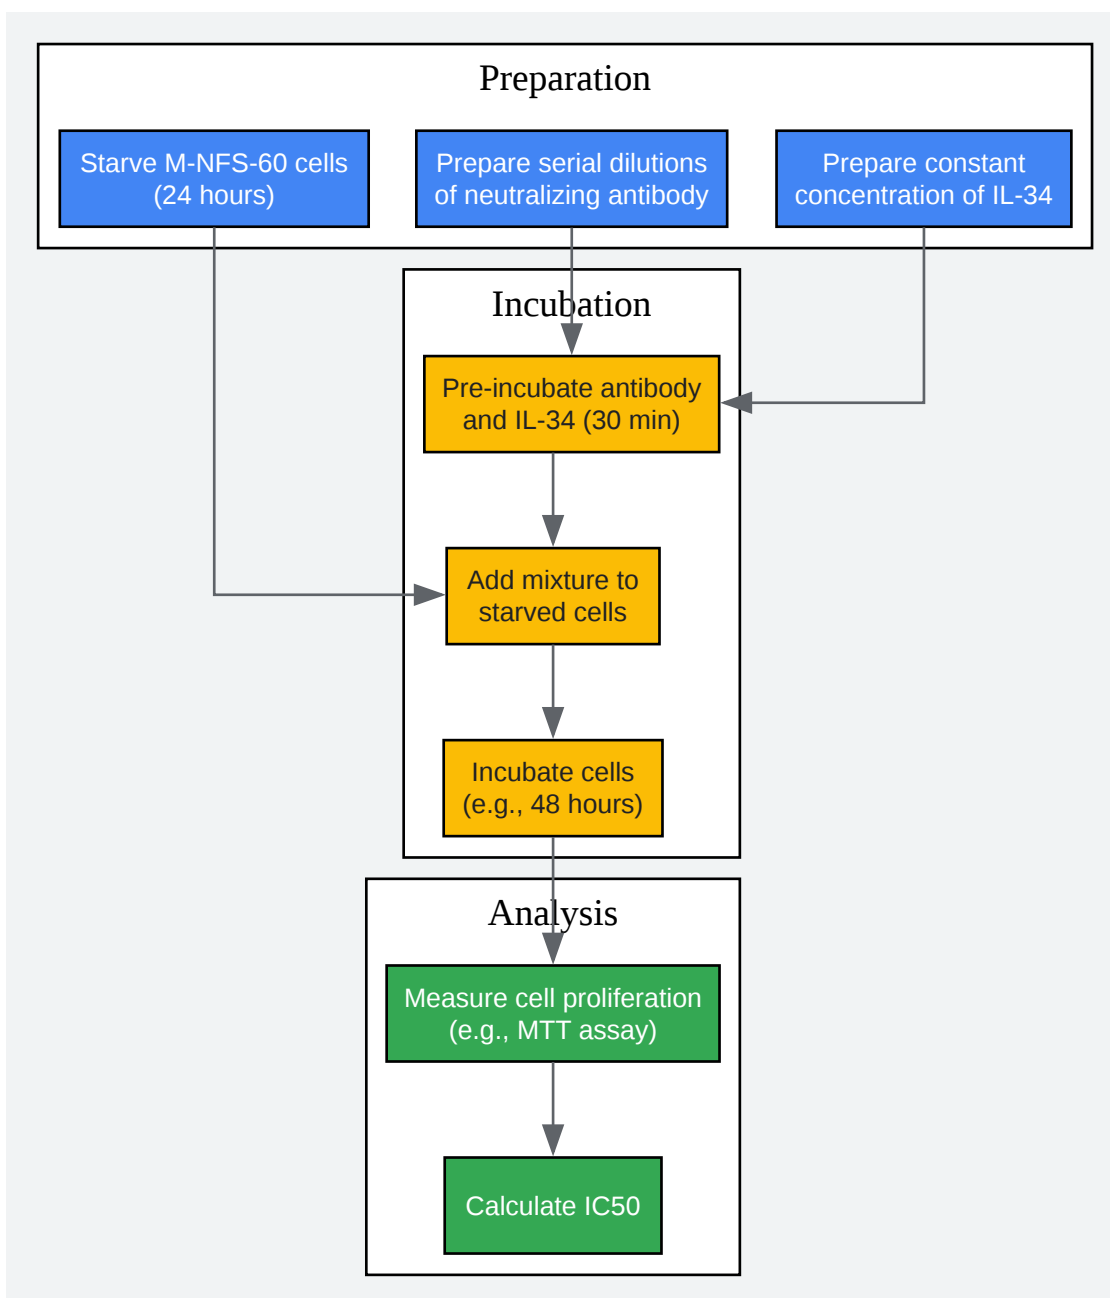 Preparation
Starve M-NFS-60 cells
(24 hours)
Prepare serial dilutions
of neutralizing antibody
Prepare constant
concentration of IL-34
Incubation
Pre-incubate antibody
and IL-34 (30 min)
Add mixture to
starved cells
Incubate cells
(e.g., 48 hours)
Analysis
Measure cell proliferation
(e.g., MTT assay)
Calculate IC50